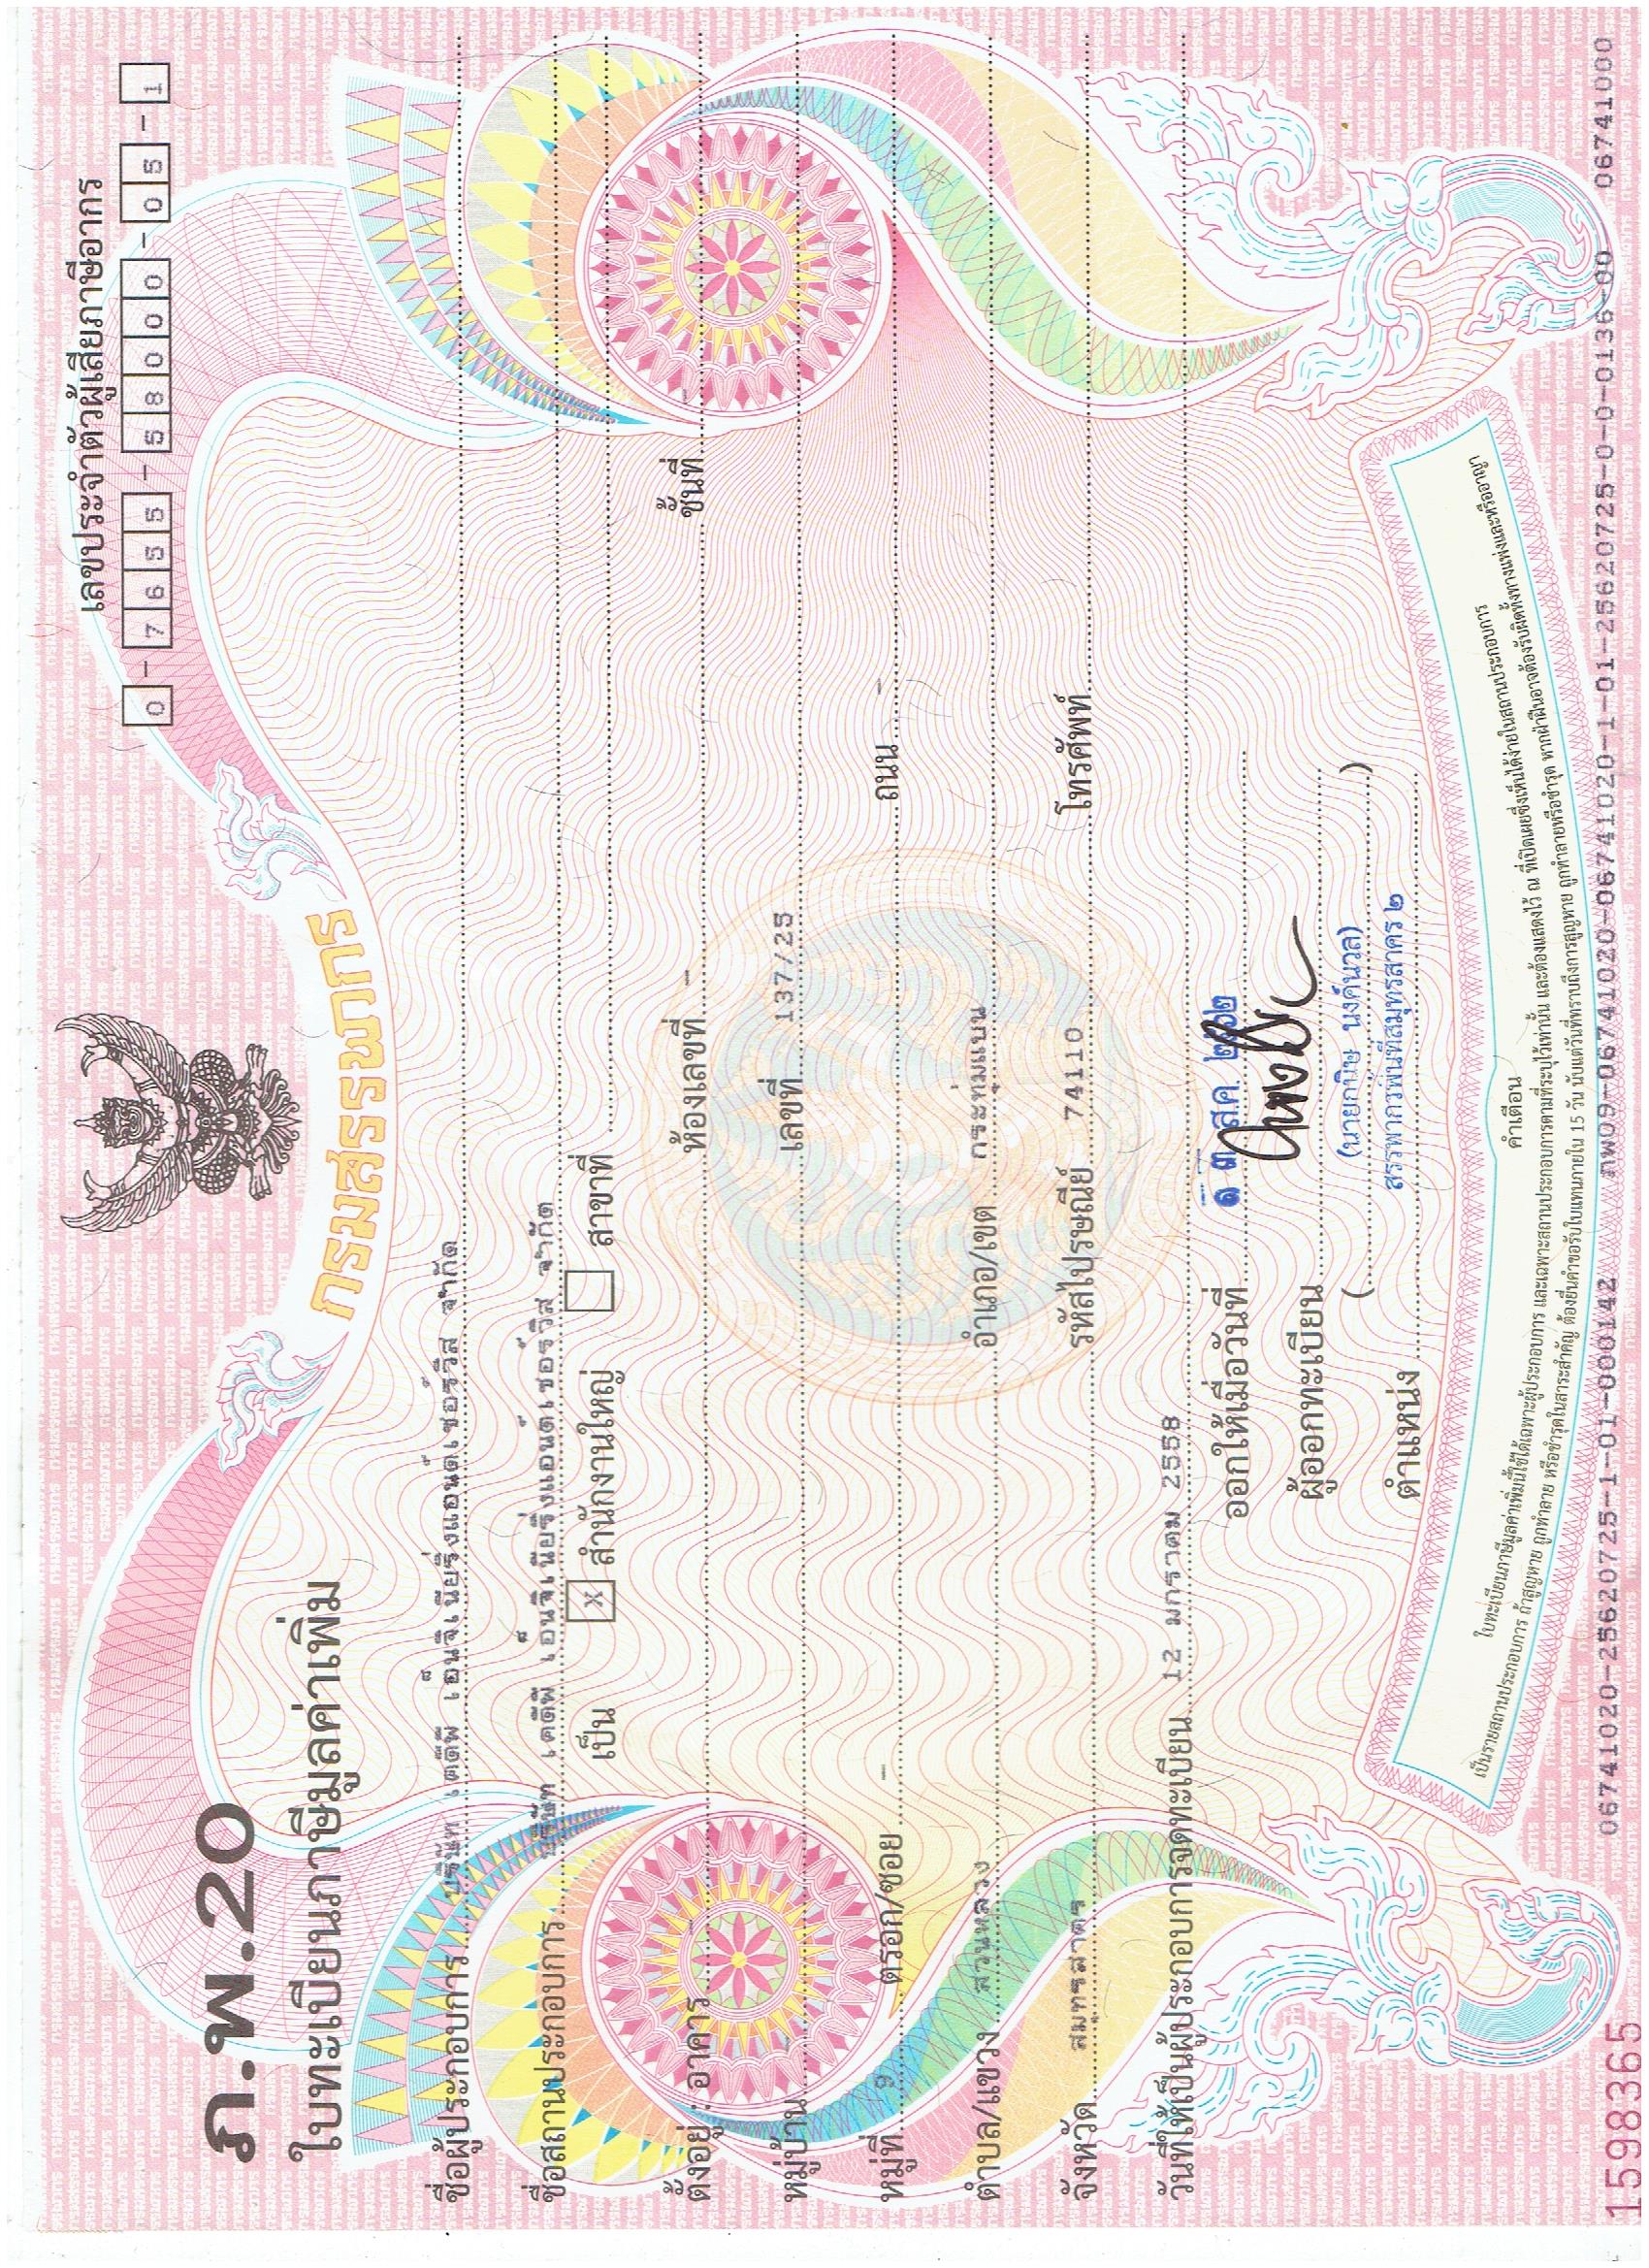 เลขประจำตัวผู้เสียภาษีอากร
0-7655-58000-05-1
ภ.พ.20
ใบทะเบียนภาษีมูลค่าเพิ่ม
กรมสรรพากร
ชื่อผู้ประกอบการ บริษัท เคดีพี เอ็นจิเนียริ่งแอนด์เซอร์วิส จำกัด
ชื่อสถานประกอบการ บริษัท เคดีพี เอ็นจิเนียริ่งแอนด์เซอร์วิส จำกัด
เป็น x สำนักงานใหญ่ สาขาที่
ตั้งอยู่ : อาคาร - ห้องเลขที่ - ชั้นที่ -
หมู่บ้าน - เลขที่ 137/25
หมู่ที่ 9 ตรอก/ซอย - ถนน -
ตำบล/แขวง สวนหลวง อำเภอ/เขต กระทุ่มแบน
จังหวัด สมุทรสาคร รหัสไปรษณีย์ 74110 โทรศัพท์
วันที่ให้เป็นผู้ประกอบการจดทะเบียน 12 มกราคม 2558
ออกให้เมื่อวันที่ ๑ ๓ ส.ค. ๒๕๖๒
ผู้ออกทะเบียน
(นายกนิษ นงค์นวล)
ตำแหน่ง สรรพากรพื้นที่สมุทรสาคร ๒
คำเตือน
ใบทะเบียนภาษีมูลค่าเพิ่มนี้ใช้ได้เฉพาะผู้ประกอบการ และเฉพาะสถานประกอบการตามที่ระบุไว้เท่านั้น และต้องแสดงไว้ ณ ที่เปิดเผยซึ่งเห็นได้ง่ายในสถานประกอบการ
เป็นรายสถานประกอบการ ถ้าสูญหาย ถูกทำลาย หรือชำรุดในสาระสำคัญ ต้องยื่นคำขอรับใบแทนภายใน 15 วัน นับแต่วันที่ทราบถึงการสูญหาย ถูกทำลายหรือชำรุด หากฝ่าฝืนอาจต้องรับผิดทั้งทางแพ่งและหรืออาญา
1598365 06741020-25620725-1-01-000142 ภพ09-06741020-06741020-1-01-25620725-0-0-0136-00 06741000